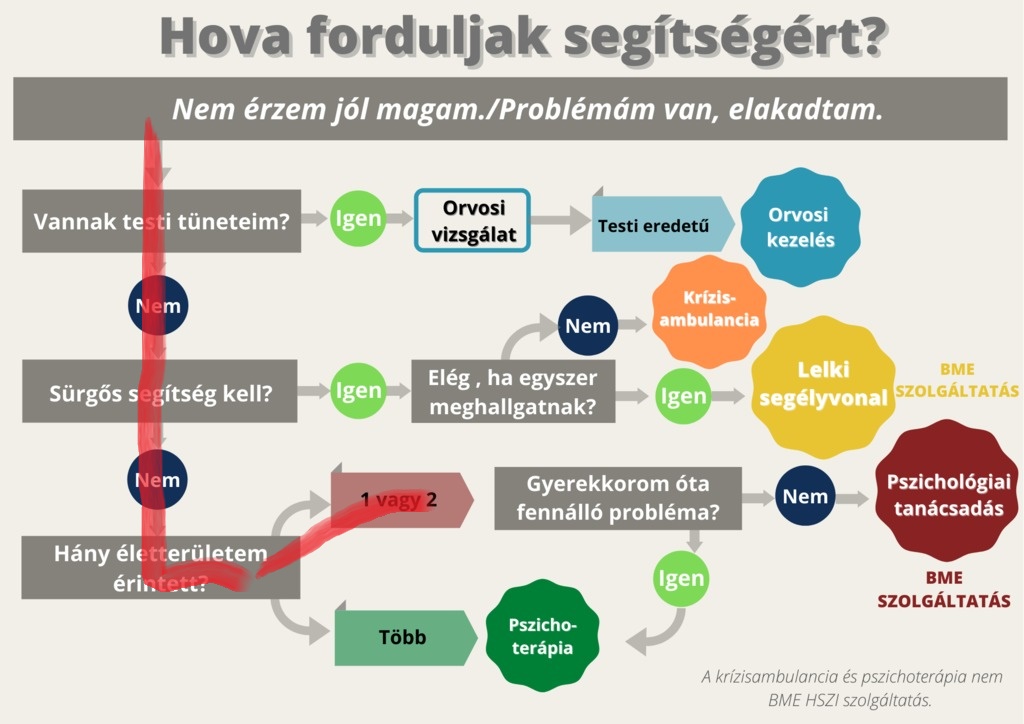 Hova forduljak segítségért?
Nem érzem jól magam./Problémám van, elakadtam.
Vannak testi tüneteim?
Igen
Orvosi
vizsgálat
Testi eredetű
Orvosi
kezelés
Nem
Sürgős segítség kell?
Igen
Elég , ha egyszer
meghallgatnak?
Nem
Krízis-
ambulancia
Igen
Lelki
segélyvonal
BME
SZOLGÁLTATÁS
Nem
Hány életterületem
érintett?
1 vagy 2
Gyerekkorom óta
fennálló probléma?
Nem
Pszichológiai
tanácsadás
BME
SZOLGÁLTATÁS
Igen
Több
Pszicho-
terápia
A krízisambulancia és pszichoterápia nem
BME HSZI szolgáltatás.